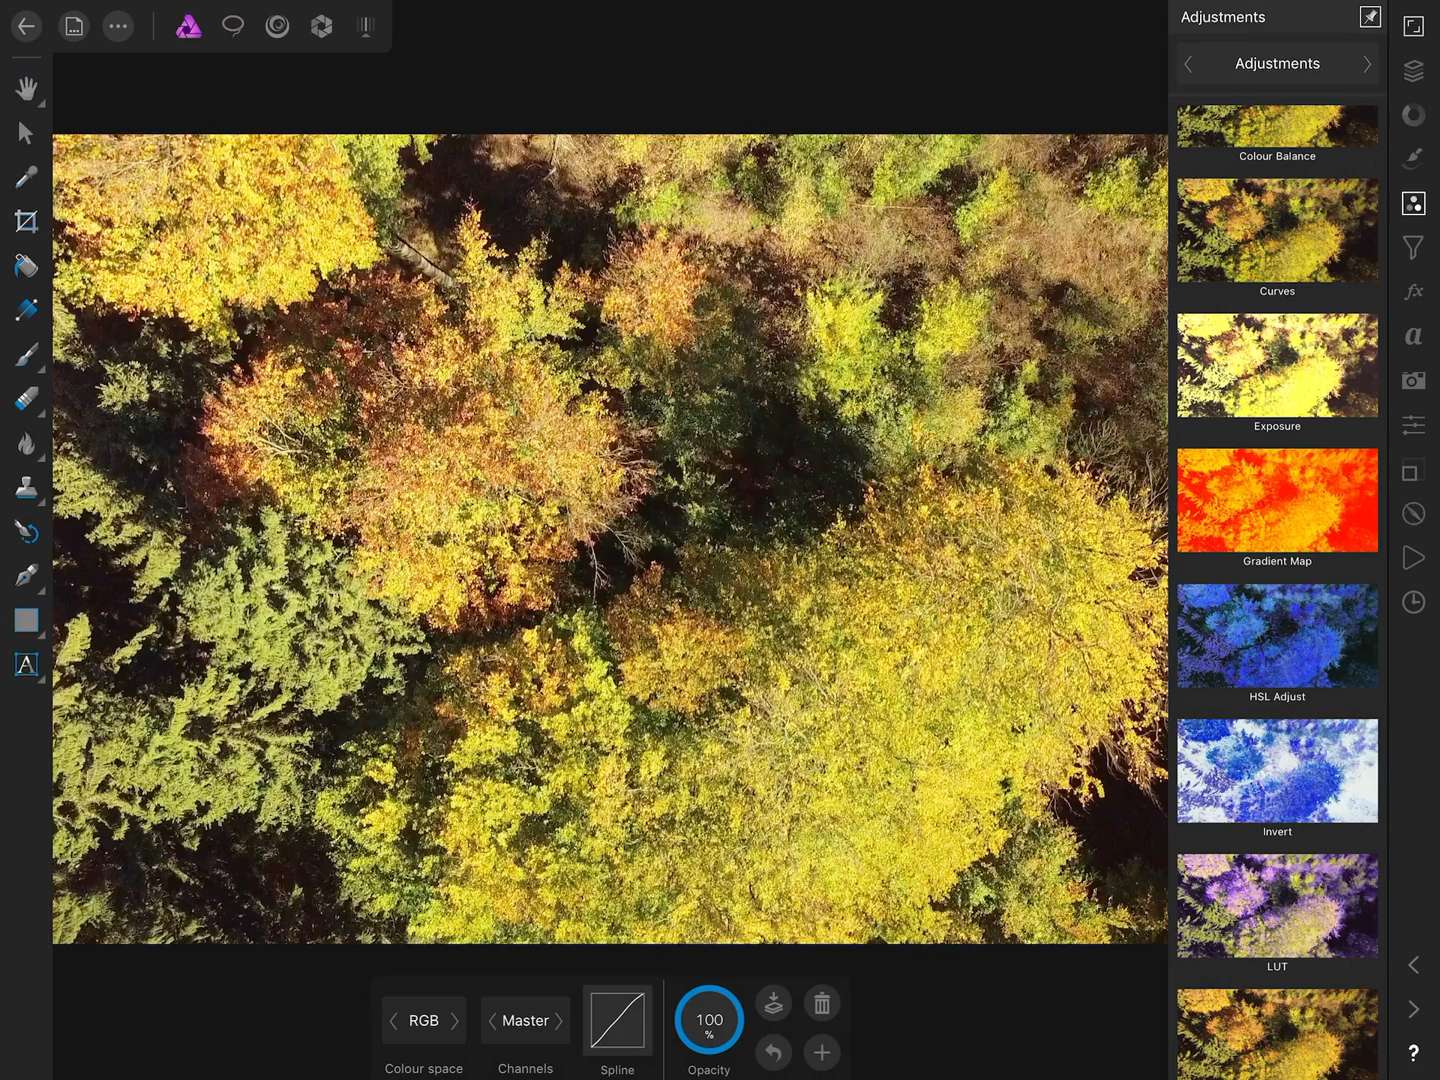 Adjustments
Adjustments
Colour Balance
Curves
Exposure
Gradient Map
HSL Adjust
Invert
LUT
fx
a
A
RGB
Master
100
%
Colour space
Channels
Spline
Opacity
?